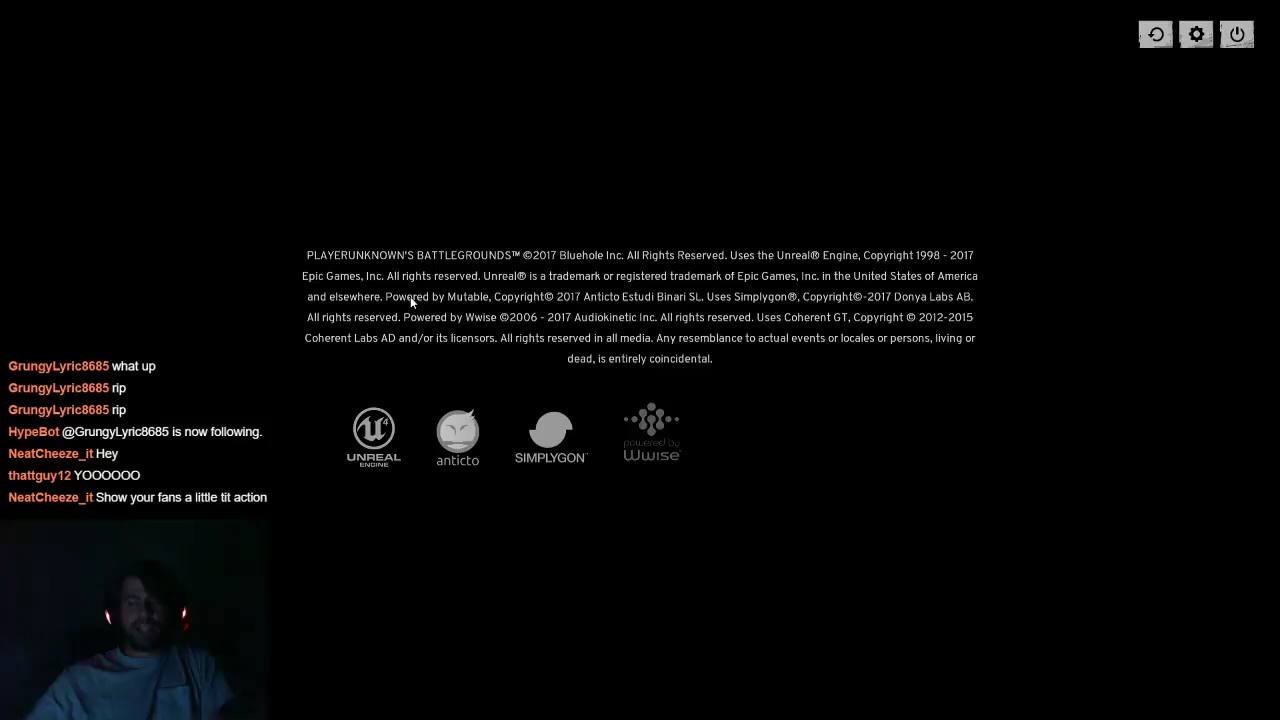 PLAYERUNKNOWN'S BATTLEGROUNDS™ ©2017 Bluehole Inc. All Rights Reserved. Uses the Unreal® Engine, Copyright 1998 - 2017
Epic Games, Inc. All rights reserved. Unreal® is a trademark or registered trademark of Epic Games, Inc. in the United States of America
and elsewhere. Powered by Mutable, Copyright© 2017 Anticto Estudi Binari SL. Uses Simplygon®, Copyright©-2017 Donya Labs AB.
All rights reserved. Powered by Wwise ©2006 - 2017 Audiokinetic Inc. All rights reserved. Uses Coherent GT, Copyright © 2012-2015
Coherent Labs AD and/or its licensors. All rights reserved in all media. Any resemblance to actual events or locales or persons, living or
dead, is entirely coincidental.
GrungyLyric8685 what up
GrungyLyric8685 rip
GrungyLyric8685 rip
HypeBot @GrungyLyric8685 is now following.
NeatCheeze_it Hey
thattguy12 YOOOOOO
NeatCheeze_it Show your fans a little tit action
4
UNREAL
ENGINE
anticto
SIMPLYGON
powered by
Wwise